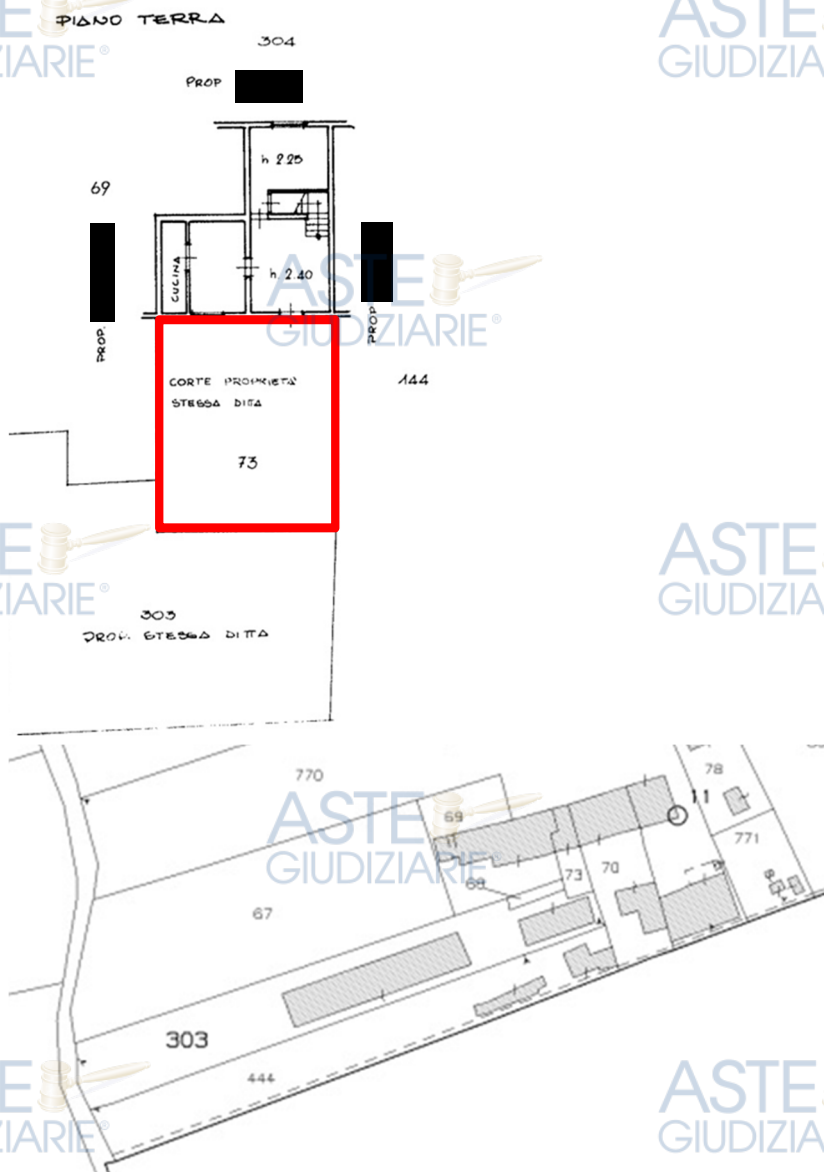 PIANO TERRA
304
PROP
h 2.25
69
CUCINA
h. 2.40
PROP.
PROP
CORTE PROPRIETA'
STESSA DITTA
144
73
303
PROP. STESSA DITTA
ASTE
GIUDIZIARIE®
770
78
69
11
771
73
70
68
67
303
444